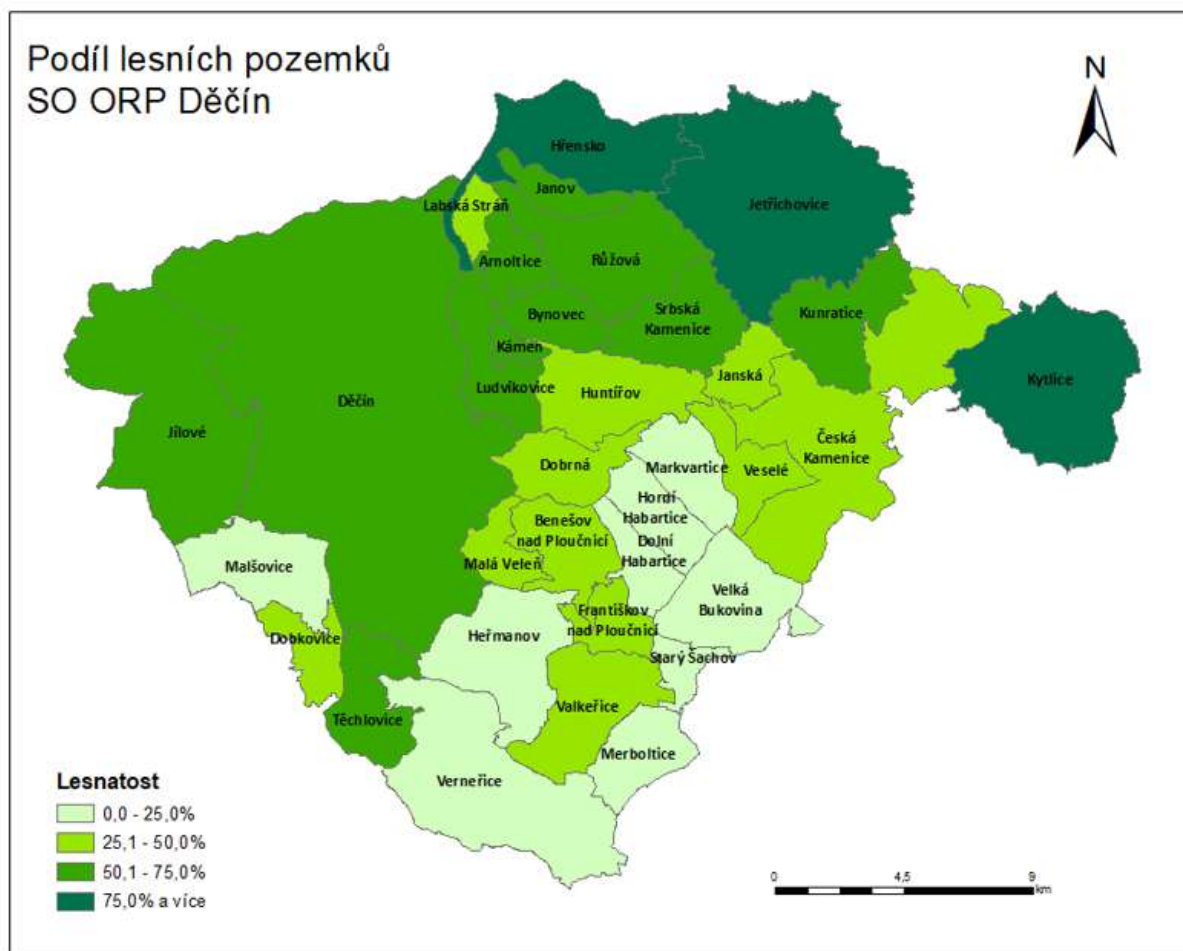 Podíl lesních pozemků
SO ORP Děčín
N
Hřensko
Janov
Jetřichovice
Labská Stráň
Arnoltice
Růžová
Bynovec
Srbská
Kamenice
Kunratice
Kámen
Ludvíkovice
Janská
Kytlice
Huntířov
Děčín
Jílové
Česká
Kamenice
Dobrná
Markvartice
Veselé
Horní
Habartice
Benešov
nad Ploučnicí
Dolní
Habartice
Malá Veleň
Malšovice
Velká
Bukovina
Františkov
nad Ploučnicí
Heřmanov
Dobkovice
Starý Šachov
Valkeřice
Těchlovice
Merboltice
Verneřice
Lesnatost
0,0 - 25,0%
25,1 - 50,0%
50,1 - 75,0%
75,0% a více
0 4,5 9
km